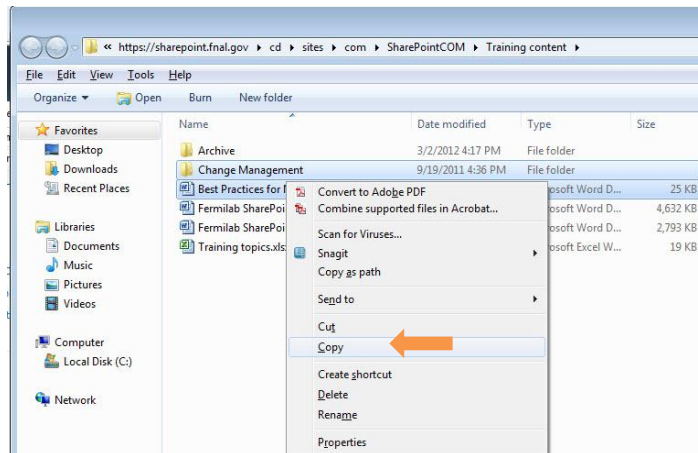 « https://sharepoint.fnal.gov ▸ cd ▸ sites ▸ com ▸ SharePointCOM ▸ Training content ▸
File Edit View Tools Help
Organize ▾ Open Burn New folder
Name Date modified Type Size
Favorites
Desktop
Downloads
Recent Places
Libraries
Documents
Music
Pictures
Videos
Computer
Local Disk (C:)
Network
Archive 3/2/2012 4:17 PM File folder
Change Management 9/19/2011 4:36 PM File folder
Best Practices for osoft Word D... 25 KB
Fermilab SharePoi osoft Word D... 4,632 KB
Fermilab SharePoi osoft Word D... 2,793 KB
Training topics.xls osoft Excel W... 19 KB
Convert to Adobe PDF
Combine supported files in Acrobat...
Scan for Viruses...
Snagit
Copy as path
Send to
Cut
Copy
Create shortcut
Delete
Rename
Properties